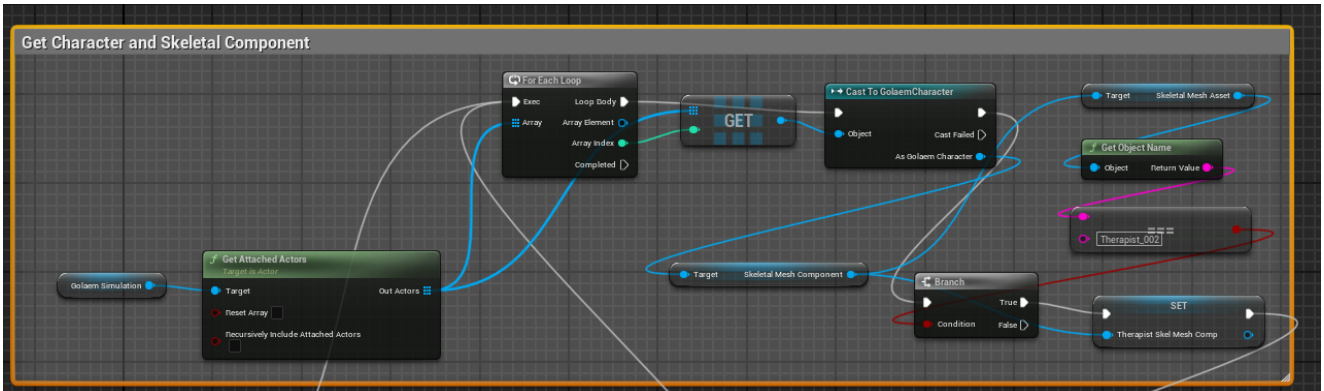 Get Character and Skeletal Component
For Each Loop
Exec
Loop Body
Array
Array Element
Array Index
Completed
GET
Cast To GolaemCharacter
Object
Cast Failed
As Golaem Character
Target
Skeletal Mesh Asset
Get Object Name
Object
Return Value
===
Therapist_002
Golaem Simulation
Get Attached Actors
Target is Actor
Target
Out Actors
Reset Array
Recursively Include Attached Actors
Target
Skeletal Mesh Component
Branch
True
Condition
False
SET
Therapist Skel Mesh Comp